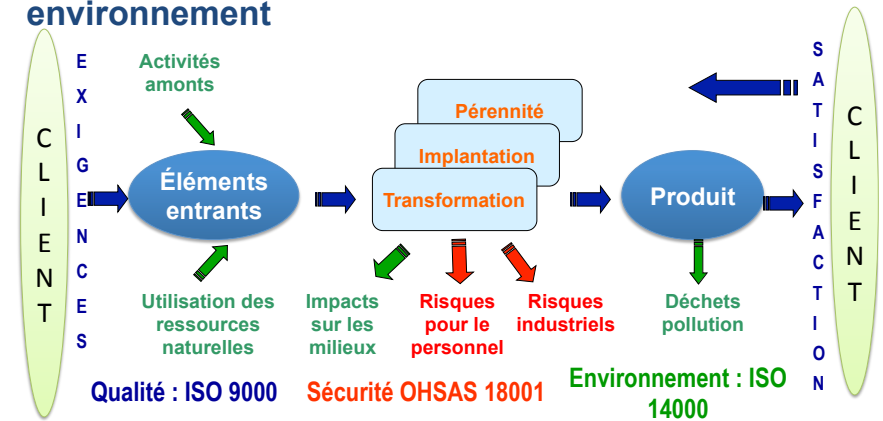 environnement
CLIENT
EXIGENCES
Activités
amonts
Éléments
entrants
Utilisation des
ressources
naturelles
Pérennité
Implantation
Transformation
Impacts
sur les
milieux
Risques
pour le
personnel
Risques
industriels
Produit
Déchets
pollution
SATISFACTION
CLIENT
Qualité : ISO 9000
Sécurité OHSAS 18001
Environnement : ISO
14000